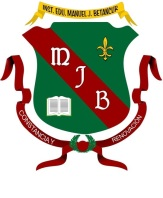 INST. EDU. MANUEL J. BETANCUR
M
J
B
CONSTANCIA Y
RENOVACION